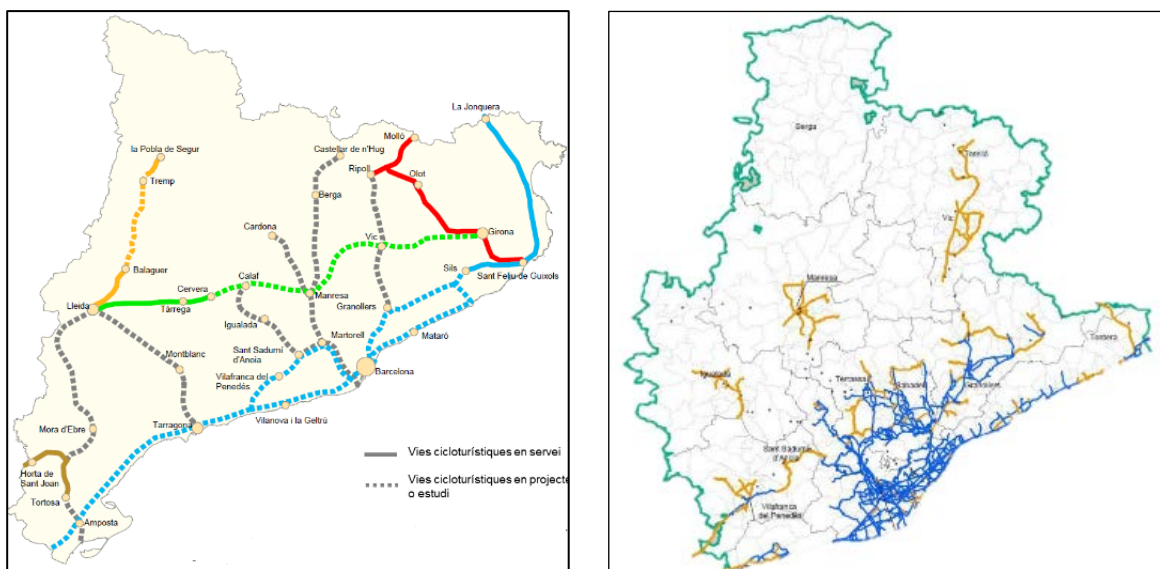 La Jonquera
Molló
Castellar de n'Hug
la Pobla de Segur
Ripoll
Olot
Tremp
Berga
Cardona
Vic
Girona
Balaguer
Calaf
Sils
Sant Feliu de Guíxols
Cervera
Lleida
Manresa
Tàrrega
Granollers
Igualada
Martorell
Mataró
Montblanc
Sant Sadurní
d'Anoia
Vilafranca del
Penedès
Barcelona
Tarragona
Vilanova i la Geltrú
Mora d'Ebre
Vies cicloturístiques en servei
Horta de
Sant Joan
Vies cicloturístiques en projecte
o estudi
Tortosa
Amposta
Berga
Torelló
Vic
Manresa
Tordera
Igualada
Terrassa
Sabadell
Granollers
Sant Sadurní
d'Anoia
Vilafranca
del Penedès